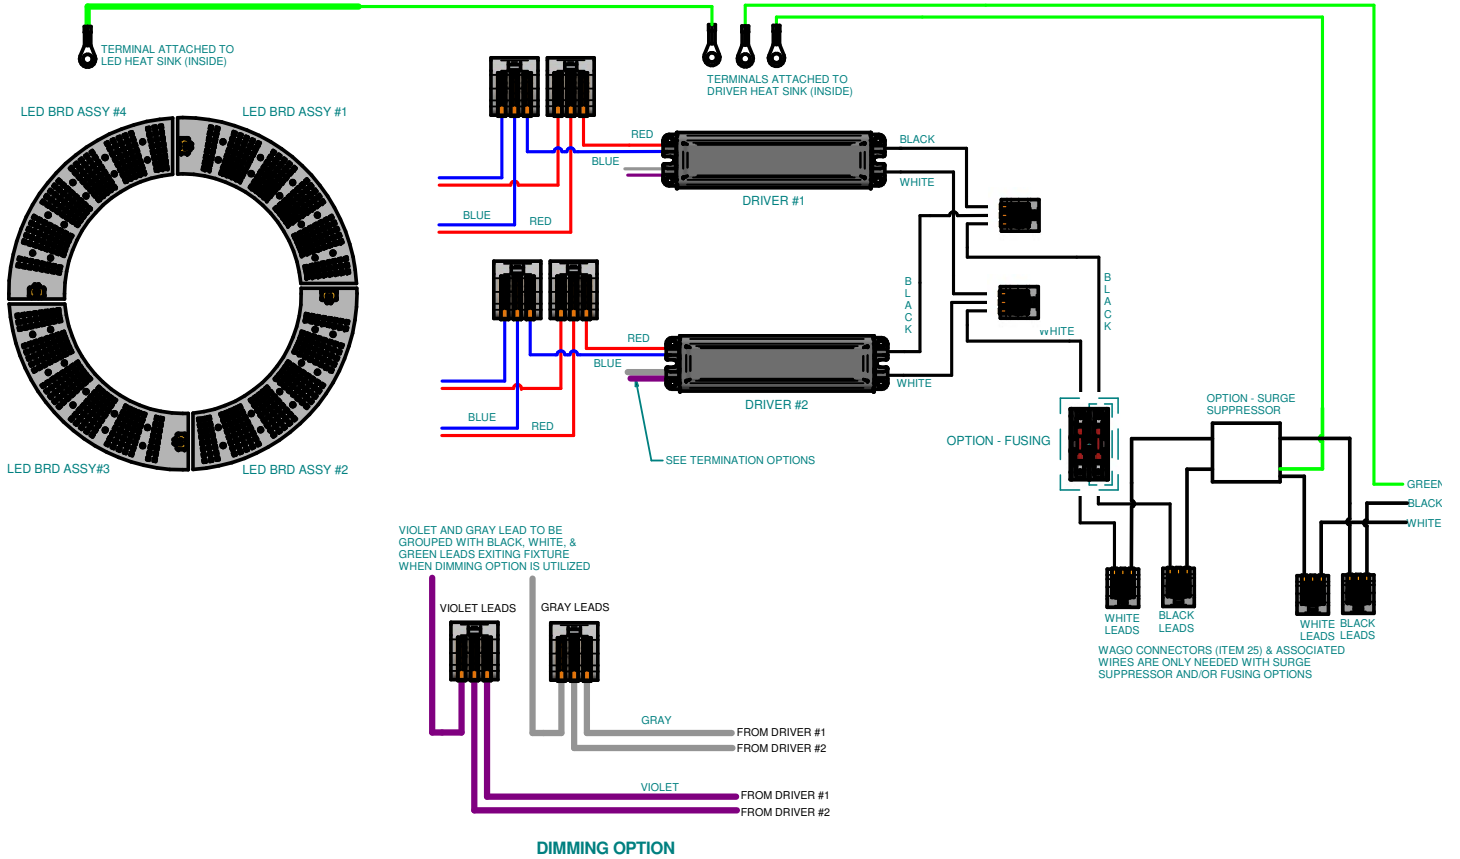 TERMINAL ATTACHED TO
LED HEAT SINK (INSIDE)
TERMINALS ATTACHED TO
DRIVER HEAT SINK (INSIDE)
LED BRD ASSY #4
LED BRD ASSY #1
LED BRD ASSY#3
LED BRD ASSY #2
RED
BLUE
BLUE
RED
DRIVER #1
BLACK
WHITE
RED
BLUE
BLUE
RED
DRIVER #2
BLACK
WHITE
WHITE
BLACK
SEE TERMINATION OPTIONS
OPTION - FUSING
OPTION - SURGE
SUPPRESSOR
GREEN
BLACK
WHITE
WHITE
LEADS
BLACK
LEADS
WHITE
LEADS
BLACK
LEADS
WAGO CONNECTORS (ITEM 25) & ASSOCIATED
WIRES ARE ONLY NEEDED WITH SURGE
SUPPRESSOR AND/OR FUSING OPTIONS
VIOLET AND GRAY LEAD TO BE
GROUPED WITH BLACK, WHITE, &
GREEN LEADS EXITING FIXTURE
WHEN DIMMING OPTION IS UTILIZED
VIOLET LEADS
GRAY LEADS
GRAY
FROM DRIVER #1
FROM DRIVER #2
VIOLET
FROM DRIVER #1
FROM DRIVER #2
DIMMING OPTION